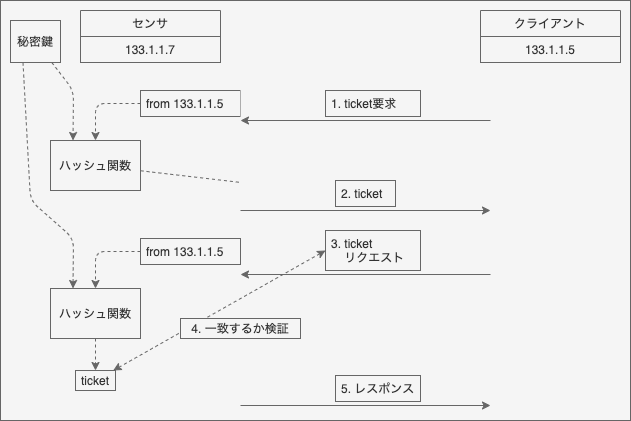 秘密鍵
センサ
133.1.1.7
クライアント
133.1.1.5
from 133.1.1.5
1. ticket要求
ハッシュ関数
2. ticket
from 133.1.1.5
3. ticket
リクエスト
ハッシュ関数
4. 一致するか検証
ticket
5. レスポンス